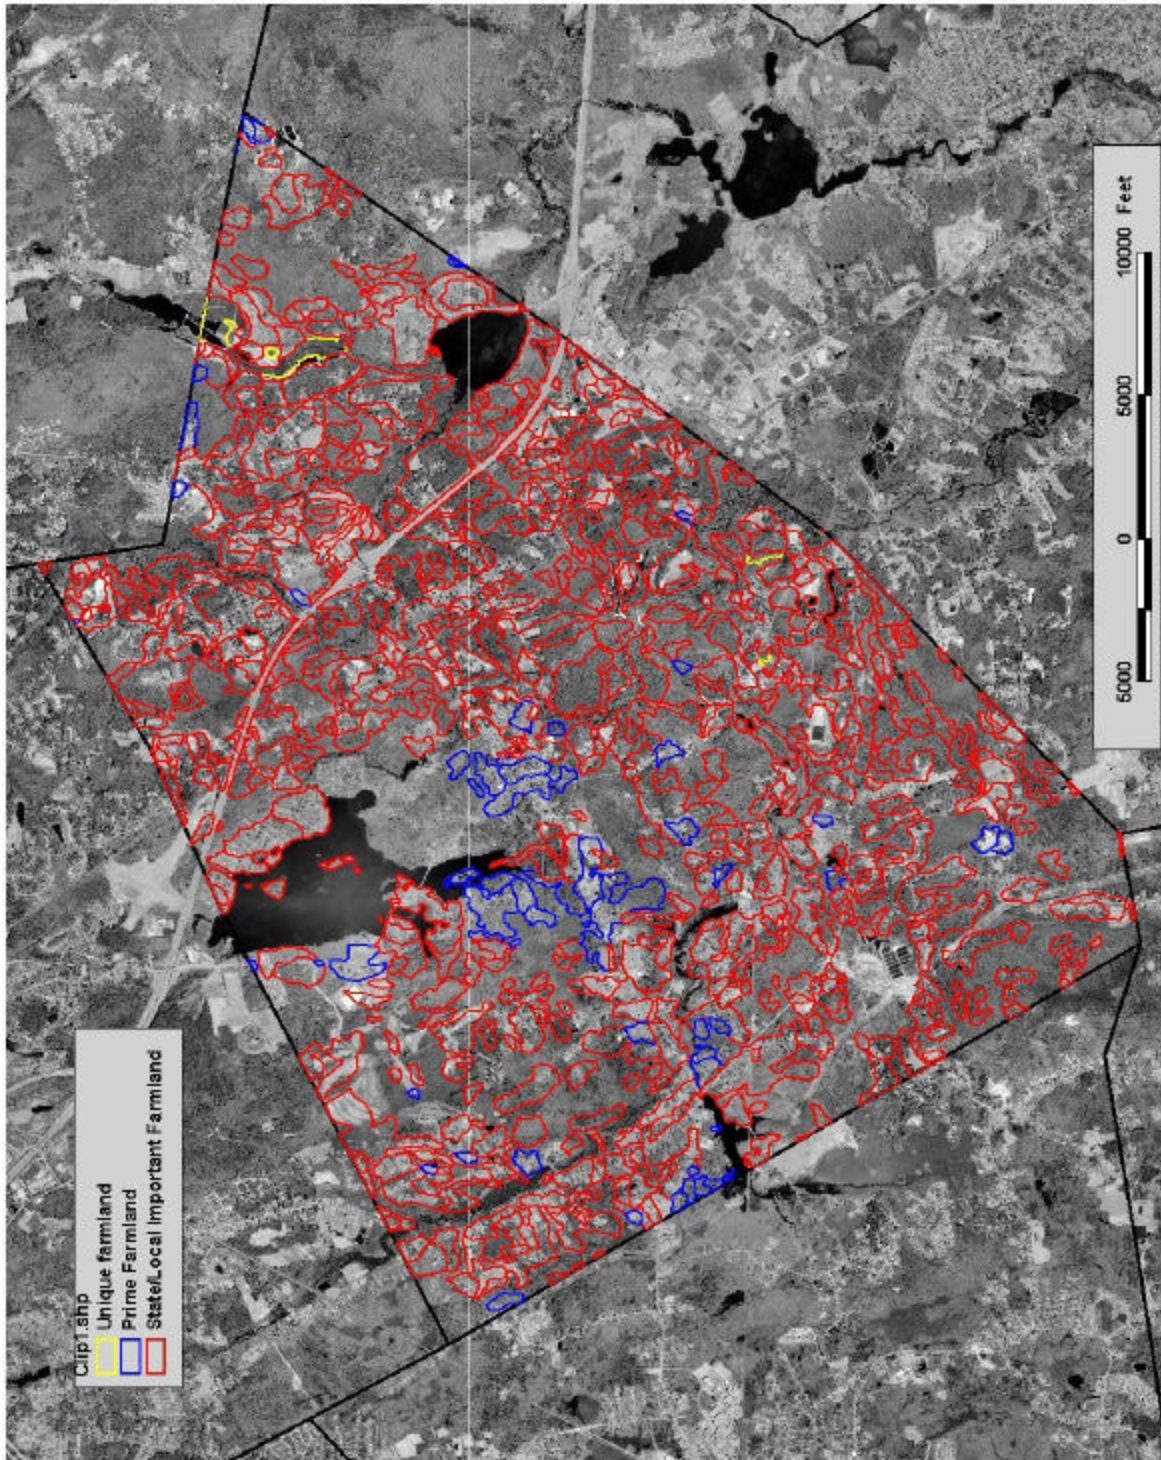 Clip1.shp
Unique farmland
Prime Farmland
State/Local Important Farmland
5000 0 5000 10000 Feet